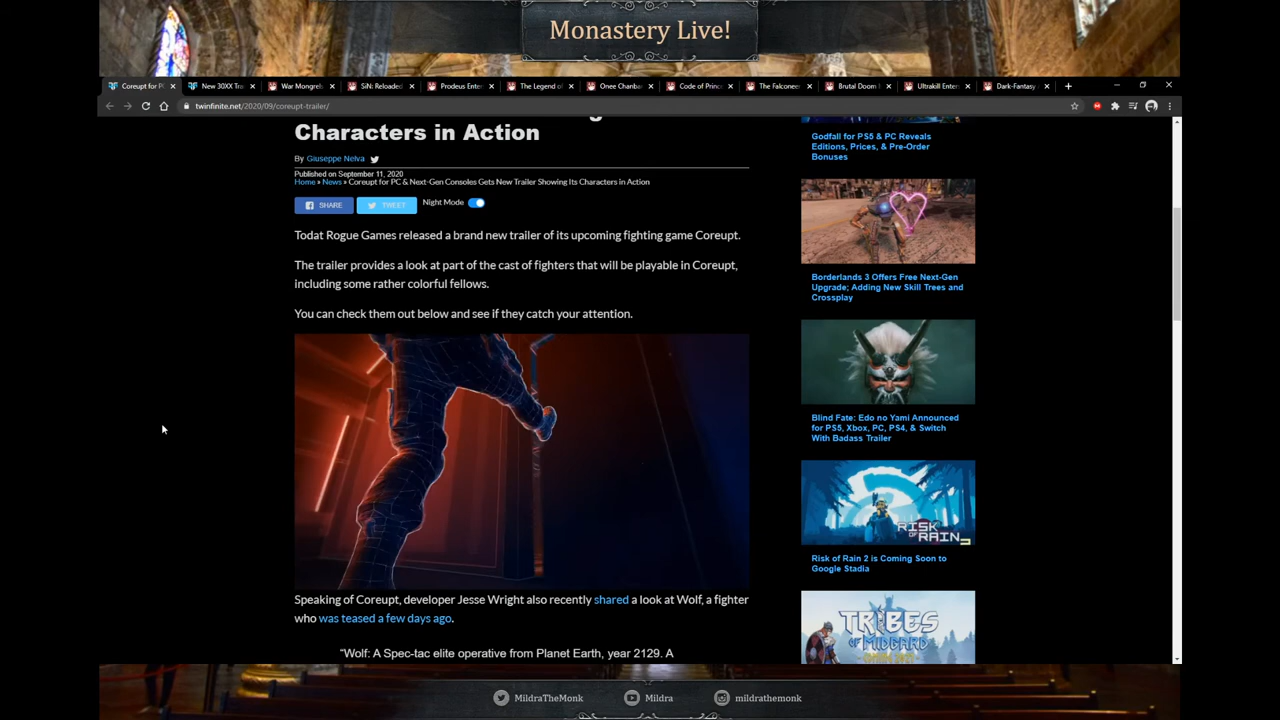 Monastery Live!
Coreupt for P
New 30XX Tra
War Mongrel
SiN: Reloaded
Prodeus Enter
The Legend of
Onee Chanbar
Code of Princ
The Falconee
Brutal Doom
Ultrakill Enter
Dark-Fantasy
twinfinite.net/2020/09/coreupt-trailer/
Characters in Action
By Giuseppe Nelva
Published on September 11, 2020
Home » News » Coreupt for PC & Next-Gen Consoles Gets New Trailer Showing Its Characters in Action
SHARE TWEET Night Mode
Todat Rogue Games released a brand new trailer of its upcoming fighting game Coreupt.
The trailer provides a look at part of the cast of fighters that will be playable in Coreupt,
including some rather colorful fellows.
You can check them out below and see if they catch your attention.
Speaking of Coreupt, developer Jesse Wright also recently shared a look at Wolf, a fighter
who was teased a few days ago.
“Wolf: A Spec-tac elite operative from Planet Earth, year 2129. A
Godfall for PS5 & PC Reveals
Editions, Prices, & Pre-Order
Bonuses
Borderlands 3 Offers Free Next-Gen
Upgrade; Adding New Skill Trees and
Crossplay
Blind Fate: Edo no Yami Announced
for PS5, Xbox, PC, PS4, & Switch
With Badass Trailer
RISK
OF RAIN 2
Risk of Rain 2 is Coming Soon to
Google Stadia
TRIBES
OF MIDGARD
MildraTheMonk
Mildra
mildrathemonk